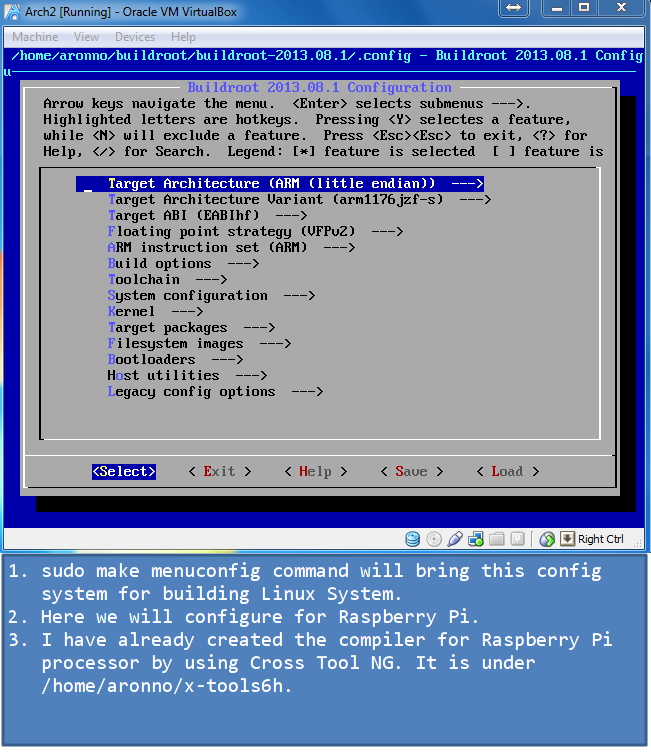 Arch2 [Running] - Oracle VM VirtualBox
Machine View Devices Help
/home/aronno/buildroot/buildroot-2013.08.1/.config - Buildroot 2013.08.1 Config
u
Buildroot 2013.08.1 Configuration
Arrow keys navigate the menu. <Enter> selects submenus --->.
Highlighted letters are hotkeys. Pressing <Y> selectes a feature,
while <N> will exclude a feature. Press <Esc><Esc> to exit, <?> for
Help, </> for Search. Legend: [*] feature is selected [ ] feature is
Target Architecture (ARM (little endian)) --->
Target Architecture Variant (arm1176jzf-s) --->
Target ABI (EABIhf) --->
Floating point strategy (VFPv2) --->
ARM instruction set (ARM) --->
Build options --->
Toolchain --->
System configuration --->
Kernel --->
Target packages --->
Filesystem images --->
Bootloaders --->
Host utilities --->
Legacy config options --->
<Select> < Exit > < Help > < Save > < Load >
Right Ctrl
1. sudo make menuconfig command will bring this config
system for building Linux System.
2. Here we will configure for Raspberry Pi.
3. I have already created the compiler for Raspberry Pi
processor by using Cross Tool NG. It is under
/home/aronno/x-tools6h.